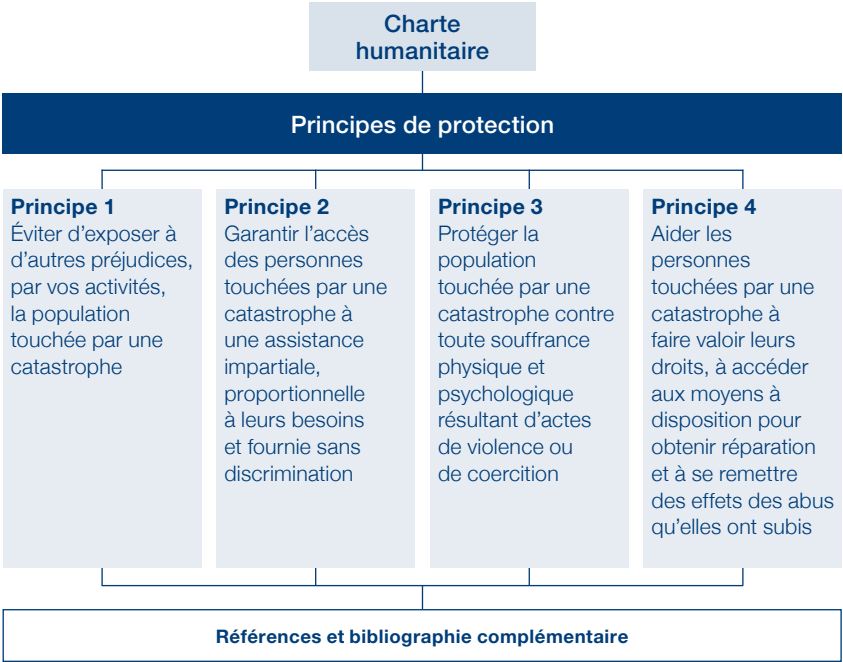 Charte
humanitaire
Principes de protection
Principe 1
Éviter d'exposer à
d'autres préjudices,
par vos activités,
la population
touchée par une
catastrophe
Principe 2
Garantir l'accès
des personnes
touchées par une
catastrophe à
une assistance
impartiale,
proportionnelle
à leurs besoins
et fournie sans
discrimination
Principe 3
Protéger la
population
touchée par une
catastrophe contre
toute souffrance
physique et
psychologique
résultant d'actes
de violence ou
de coercition
Principe 4
Aider les
personnes
touchées par une
catastrophe à
faire valoir leurs
droits, à accéder
aux moyens à
disposition pour
obtenir réparation
et à se remettre
des effets des abus
qu'elles ont subis
Références et bibliographie complémentaire